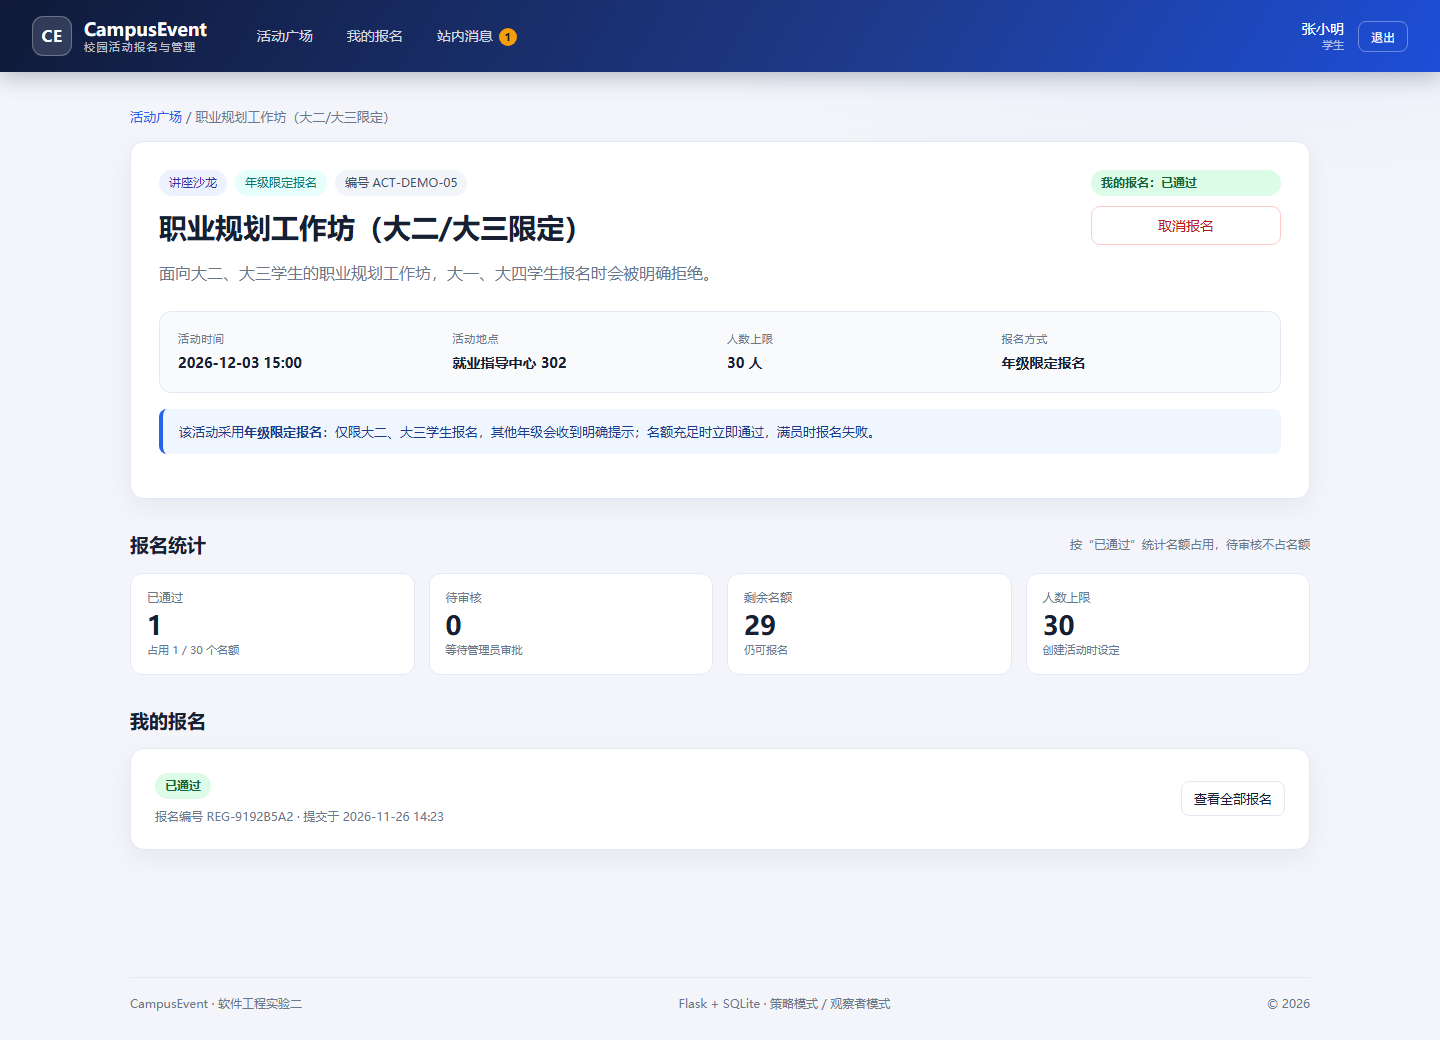 CE
CampusEvent
校园活动报名与管理
活动广场
我的报名
站内消息 1
张小明
学生
退出
活动广场 / 职业规划工作坊（大二/大三限定）
讲座沙龙
年级限定报名
编号 ACT-DEMO-05
我的报名：已通过
职业规划工作坊（大二/大三限定）
取消报名
面向大二、大三学生的职业规划工作坊，大一、大四学生报名时会被明确拒绝。
活动时间
2026-12-03 15:00
活动地点
就业指导中心 302
人数上限
30 人
报名方式
年级限定报名
该活动采用年级限定报名：仅限大二、大三学生报名，其他年级会收到明确提示；名额充足时立即通过，满员时报名失败。
报名统计
按“已通过”统计名额占用，待审核不占名额
已通过
1
占用 1 / 30 个名额
待审核
0
等待管理员审批
剩余名额
29
仍可报名
人数上限
30
创建活动时设定
我的报名
已通过
报名编号 REG-9192B5A2 · 提交于 2026-11-26 14:23
查看全部报名
CampusEvent · 软件工程实验二
Flask + SQLite · 策略模式 / 观察者模式
© 2026